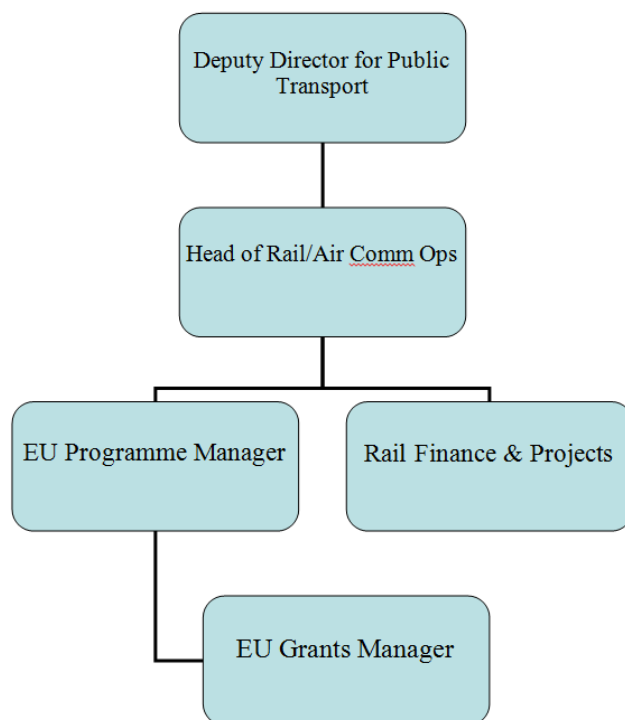 Deputy Director for Public
Transport
Head of Rail/Air Comm Ops
EU Programme Manager
Rail Finance & Projects
EU Grants Manager